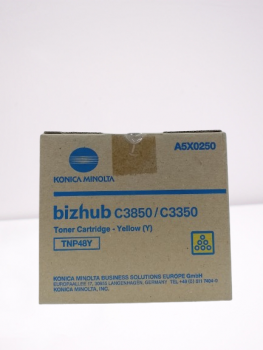 A5X0250
KONICA MINOLTA
bizhub C3850/C3350
Toner Cartridge - Yellow (Y)
TNP48Y
KONICA MINOLTA BUSINESS SOLUTIONS EUROPE GmbH
KONICA MINOLTA, INC.